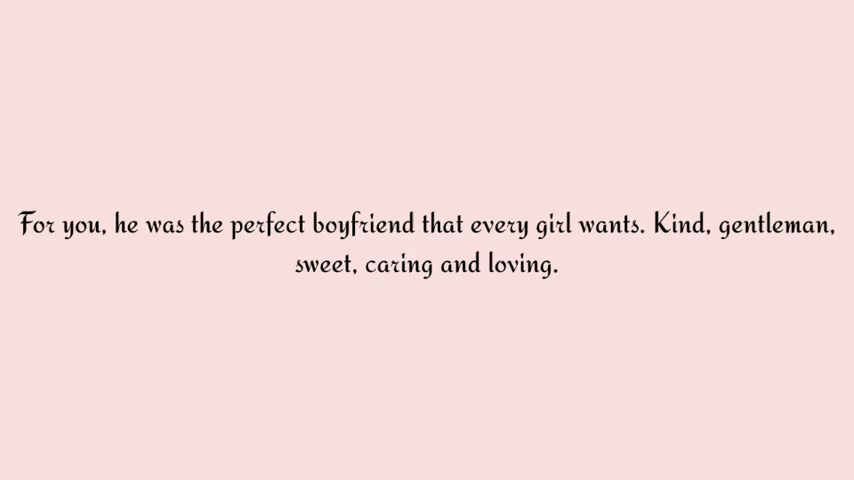 For you, he was the perfect boyfriend that every girl wants. Kind, gentleman,
sweet, caring and loving.